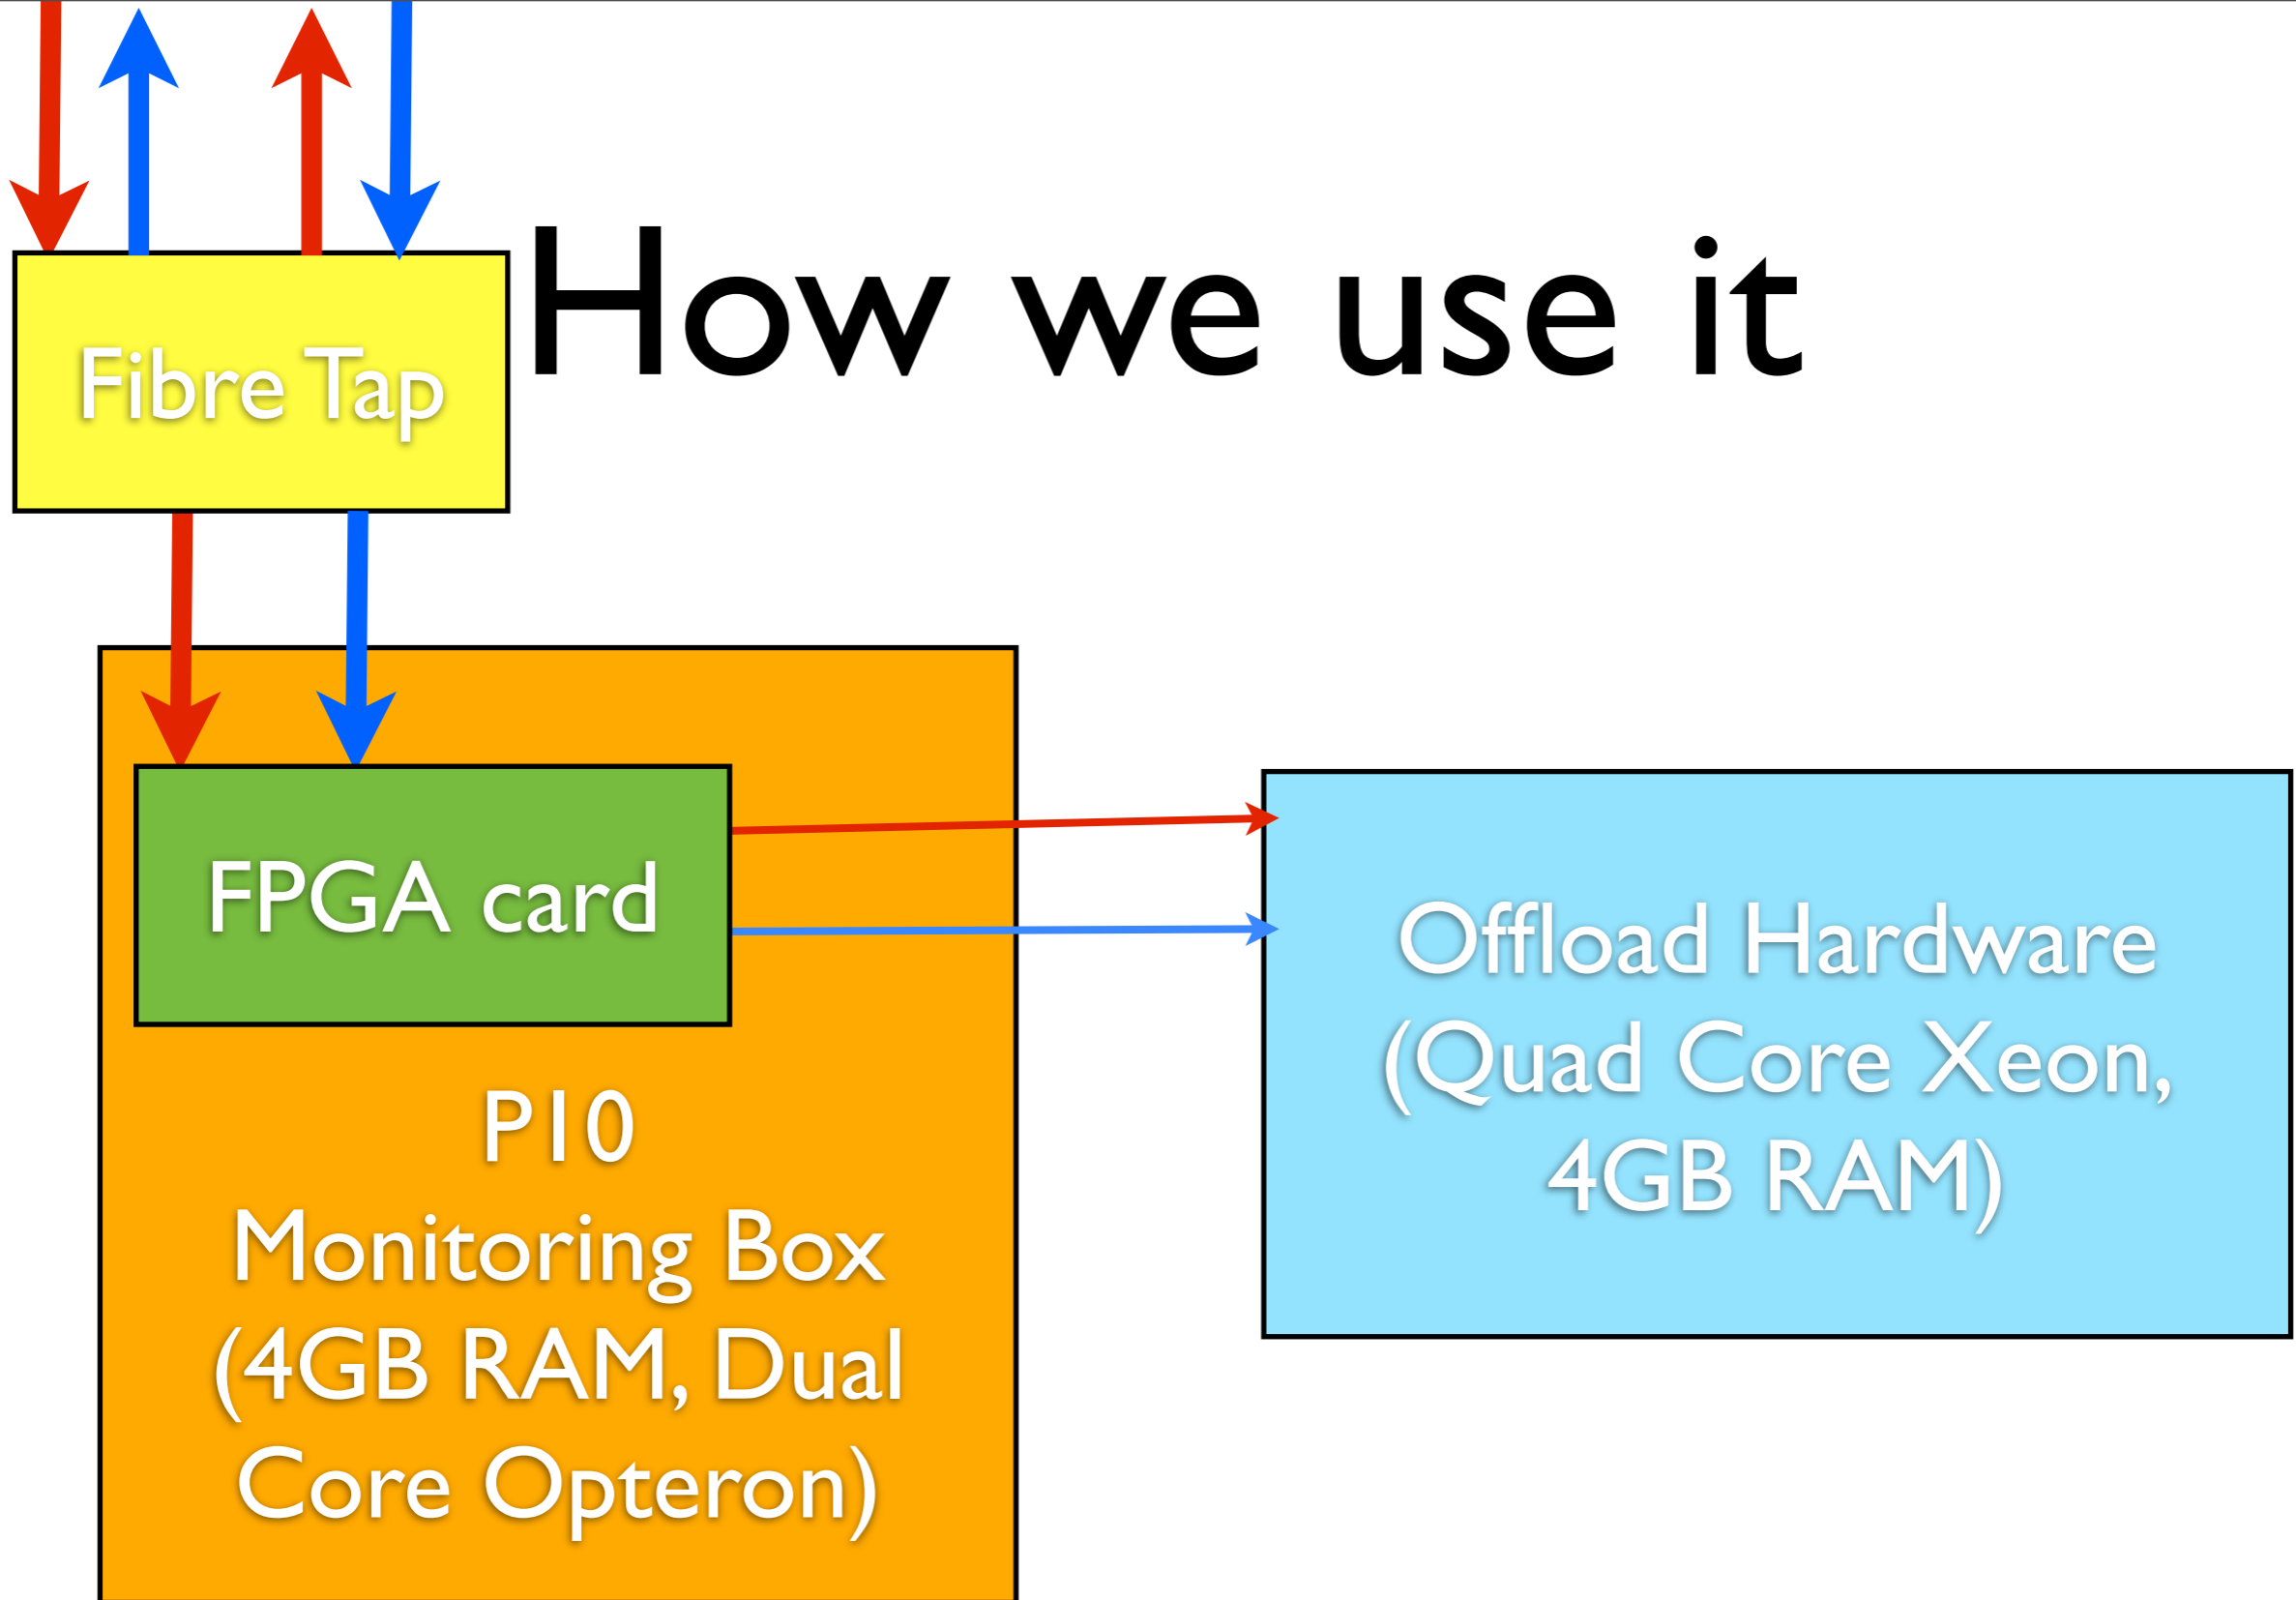 How we use it
Fibre Tap
FPGA card
P10
Monitoring Box
(4GB RAM, Dual
Core Opteron)
Offload Hardware
(Quad Core Xeon,
4GB RAM)